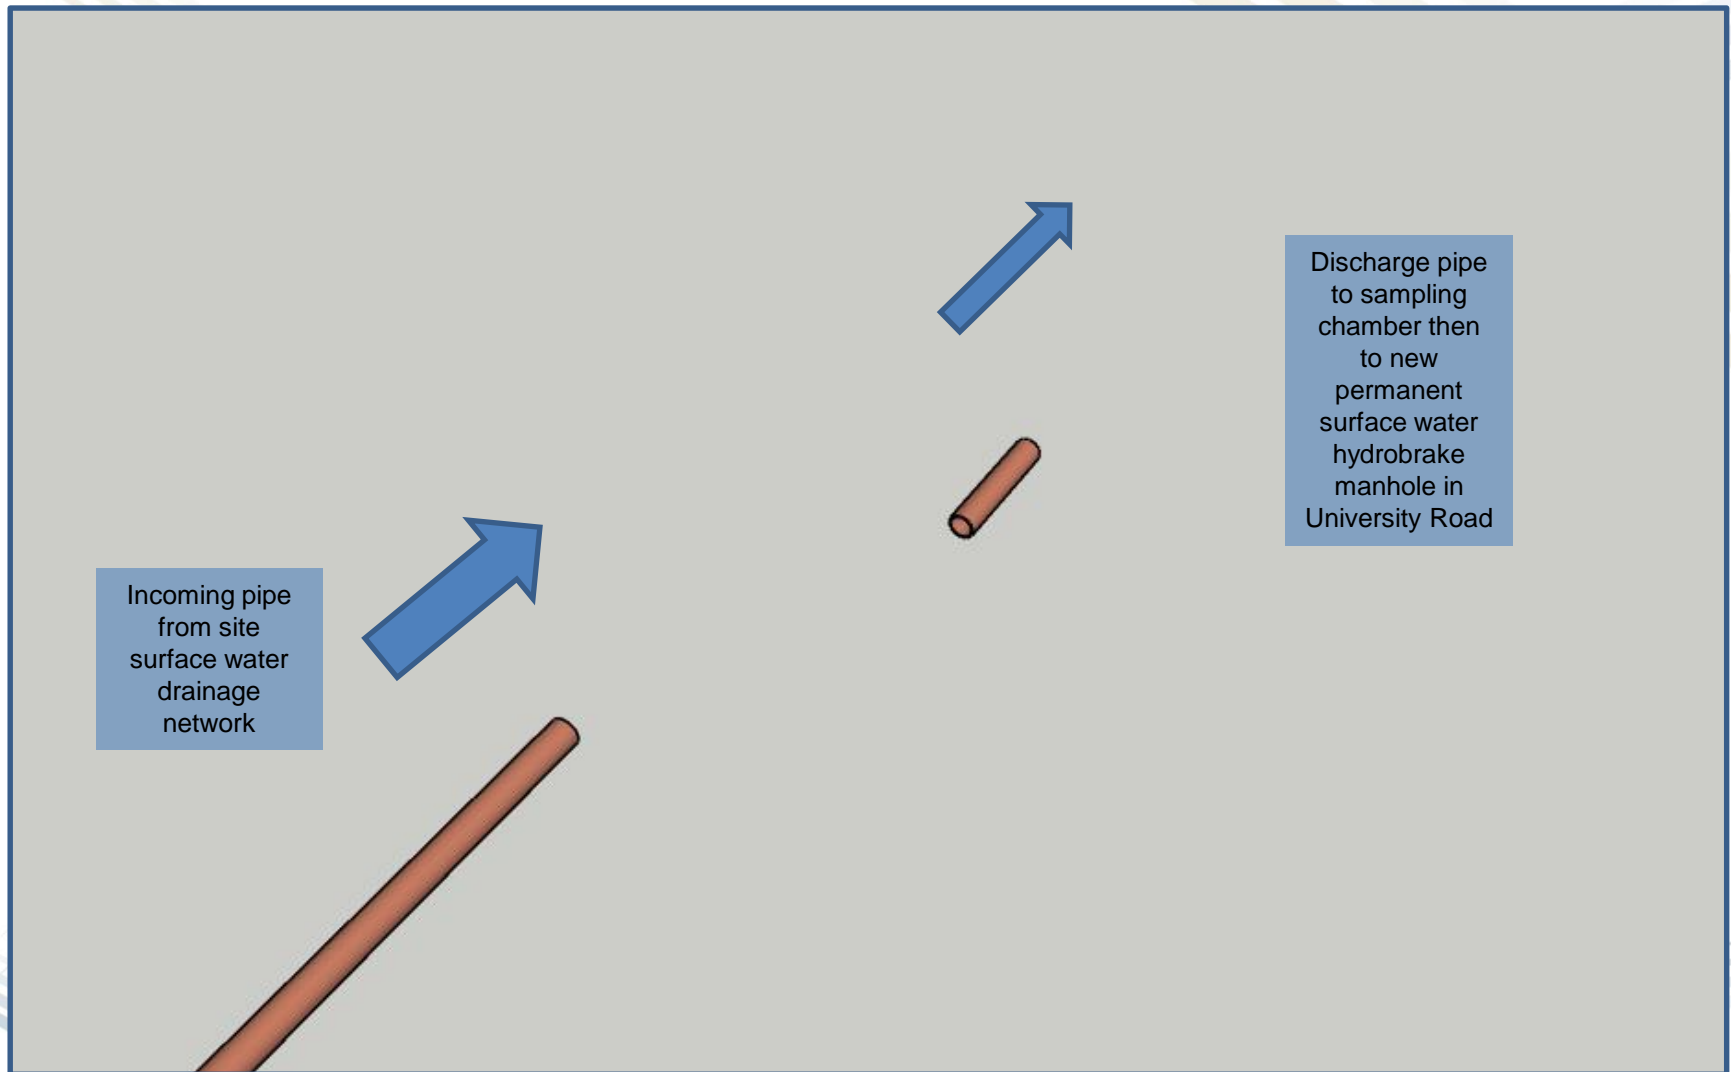 Incoming pipe
from site
surface water
drainage
network
Discharge pipe
to sampling
chamber then
to new
permanent
surface water
hydrobrake
manhole in
University Road